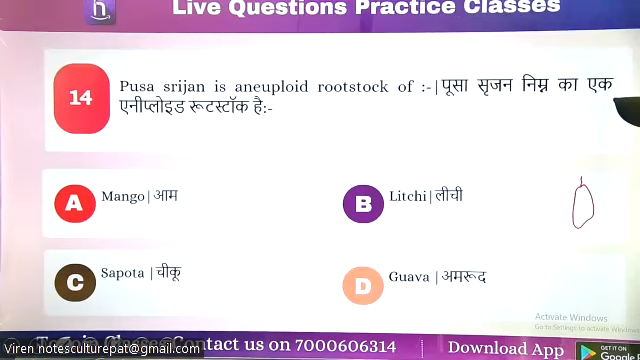 Live Questions Practice Classes
14
Pusa srijan is aneuploid rootstock of :-|पूसा सृजन निम्न का एक
एनीप्लोइड रूटस्टॉक है:-
A Mango|आम
B Litchi|लीची
C Sapota |चीकू
D Guava |अमरूद
Activate Windows
Go to Settings to activate Windows
Contact us on 7000606314
Download App
GET IT ON
Google
Viren notesculturepat@gmail.com